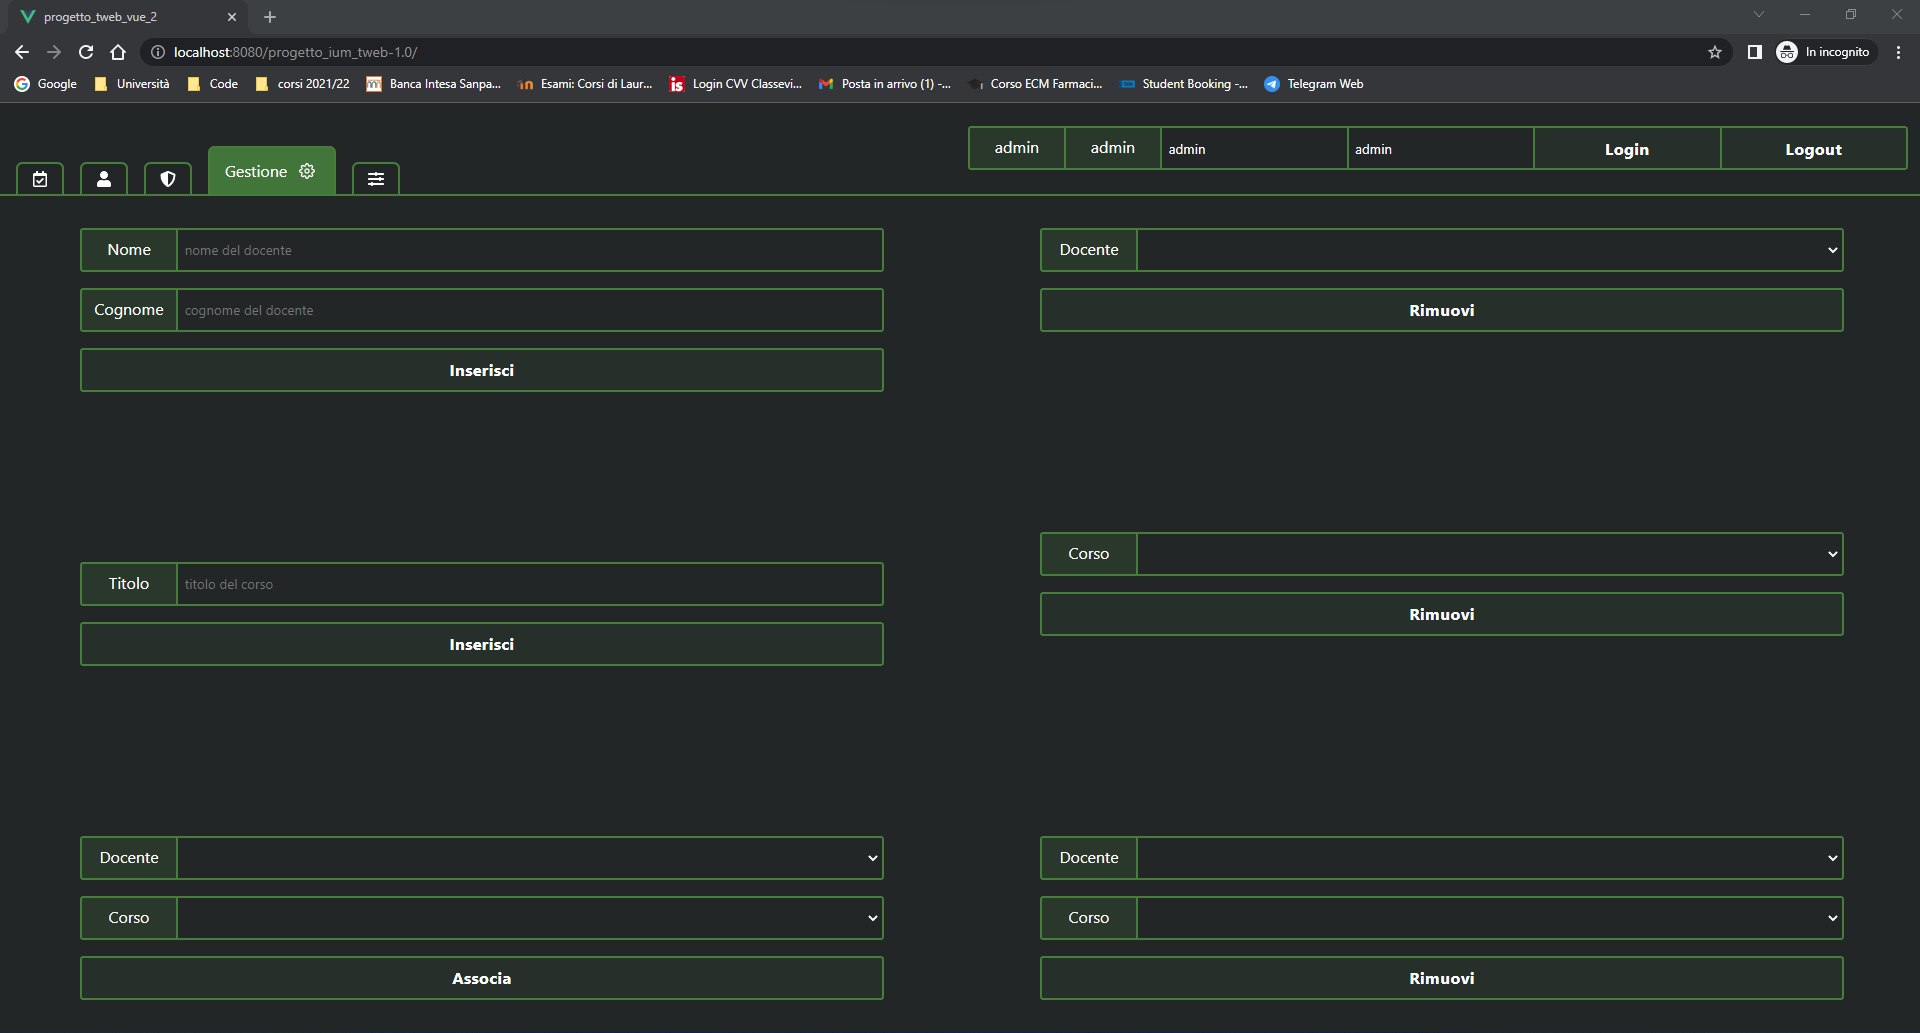 progetto_tweb_vue_2
localhost:8080/progetto_ium_tweb-1.0/
In incognito
Google
Università
Code
corsi 2021/22
Banca Intesa Sanpa...
Esami: Corsi di Laur...
Login CVV Classevi...
Posta in arrivo (1) -...
Corso ECM Farmaci...
Student Booking -...
Telegram Web
admin
admin
admin
admin
Login
Logout
Gestione
Nome
nome del docente
Cognome
cognome del docente
Inserisci
Docente
Rimuovi
Titolo
titolo del corso
Inserisci
Corso
Rimuovi
Docente
Corso
Associa
Docente
Corso
Rimuovi